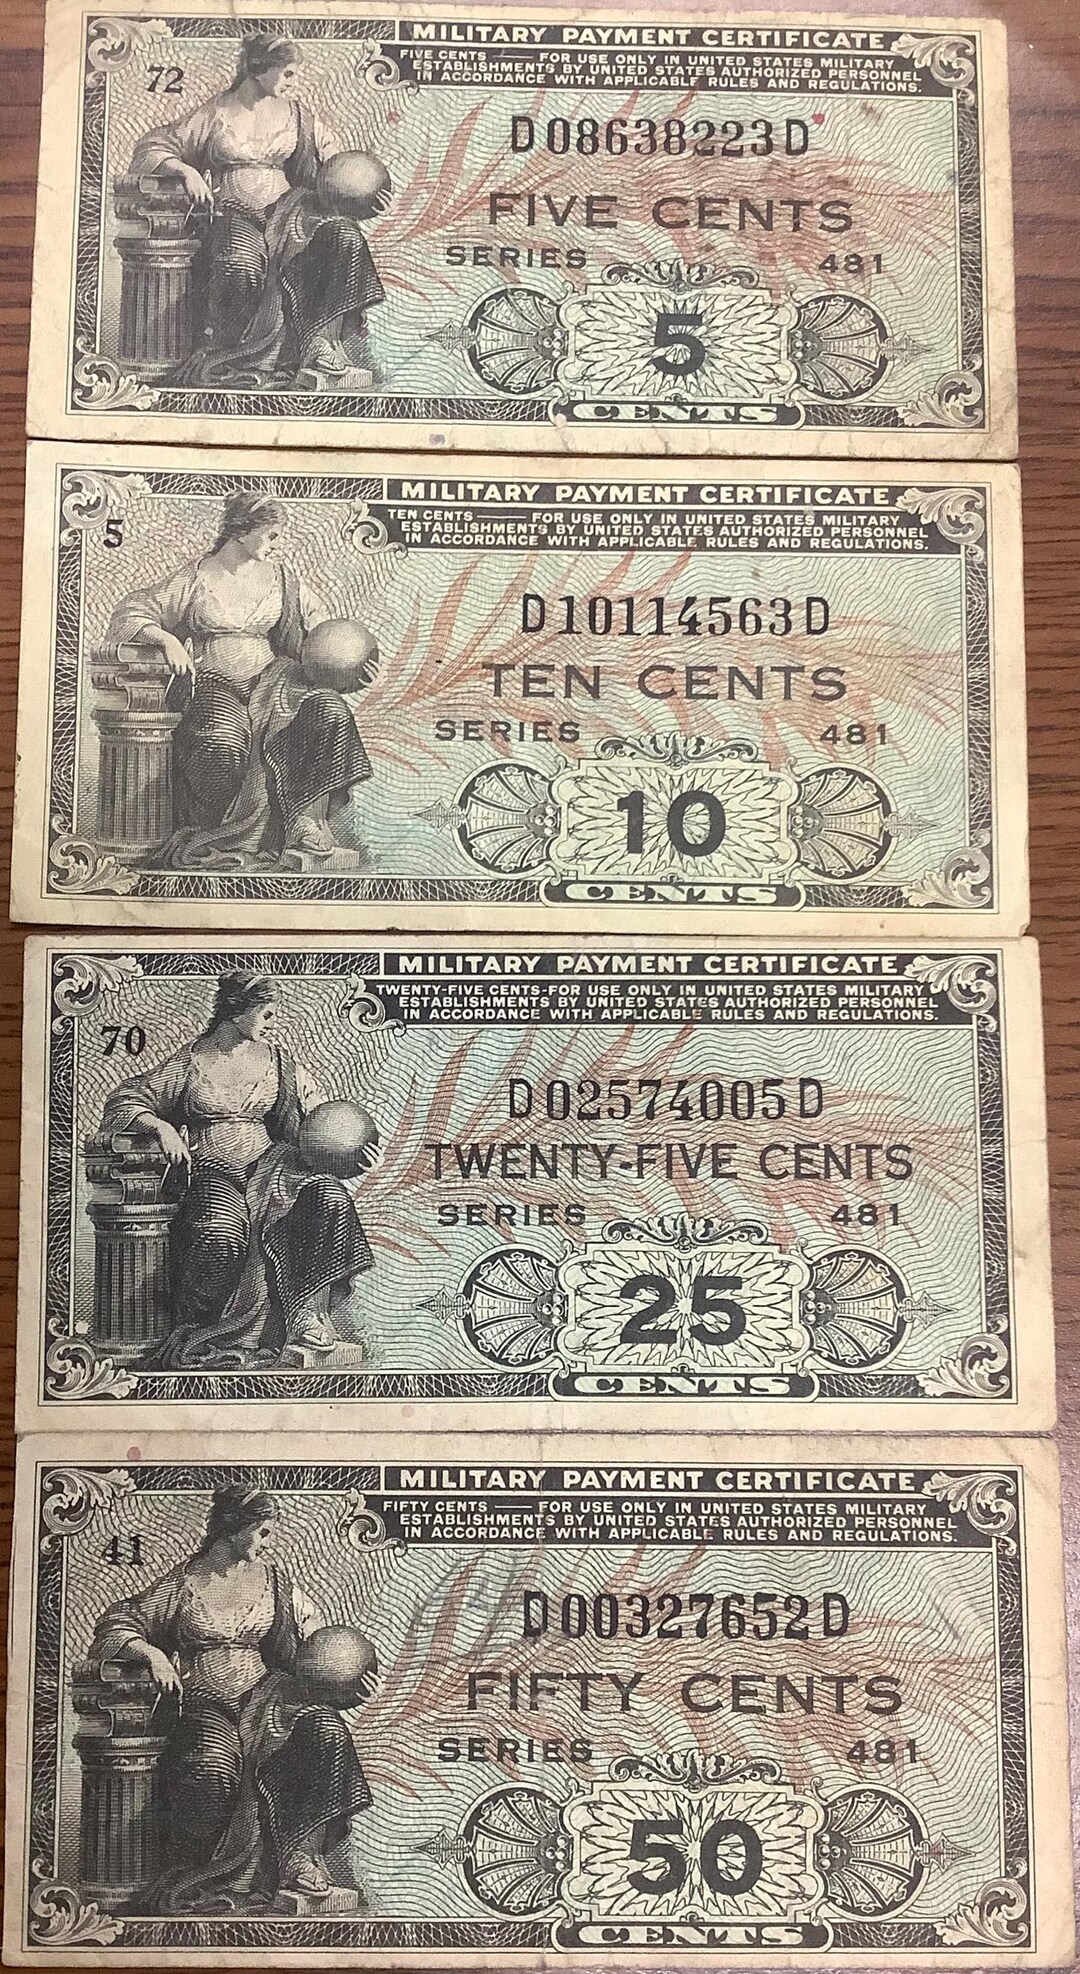 MILITARY PAYMENT CERTIFICATE
FIVE CENTS — FOR USE ONLY IN UNITED STATES MILITARY
ESTABLISHMENTS BY UNITED STATES AUTHORIZED PERSONNEL
IN ACCORDANCE WITH APPLICABLE RULES AND REGULATIONS.
72
D08638223D
FIVE CENTS
SERIES 481
5
CENTS
MILITARY PAYMENT CERTIFICATE
TEN CENTS — FOR USE ONLY IN UNITED STATES MILITARY
ESTABLISHMENTS BY UNITED STATES AUTHORIZED PERSONNEL
IN ACCORDANCE WITH APPLICABLE RULES AND REGULATIONS.
5
D10114563D
TEN CENTS
SERIES 481
10
CENTS
MILITARY PAYMENT CERTIFICATE
TWENTY-FIVE CENTS-FOR USE ONLY IN UNITED STATES MILITARY
ESTABLISHMENTS BY UNITED STATES AUTHORIZED PERSONNEL
IN ACCORDANCE WITH APPLICABLE RULES AND REGULATIONS.
70
D02574005D
TWENTY-FIVE CENTS
SERIES 481
25
CENTS
MILITARY PAYMENT CERTIFICATE
FIFTY CENTS — FOR USE ONLY IN UNITED STATES MILITARY
ESTABLISHMENTS BY UNITED STATES AUTHORIZED PERSONNEL
IN ACCORDANCE WITH APPLICABLE RULES AND REGULATIONS.
41
D00327652D
FIFTY CENTS
SERIES 481
50
CENTS